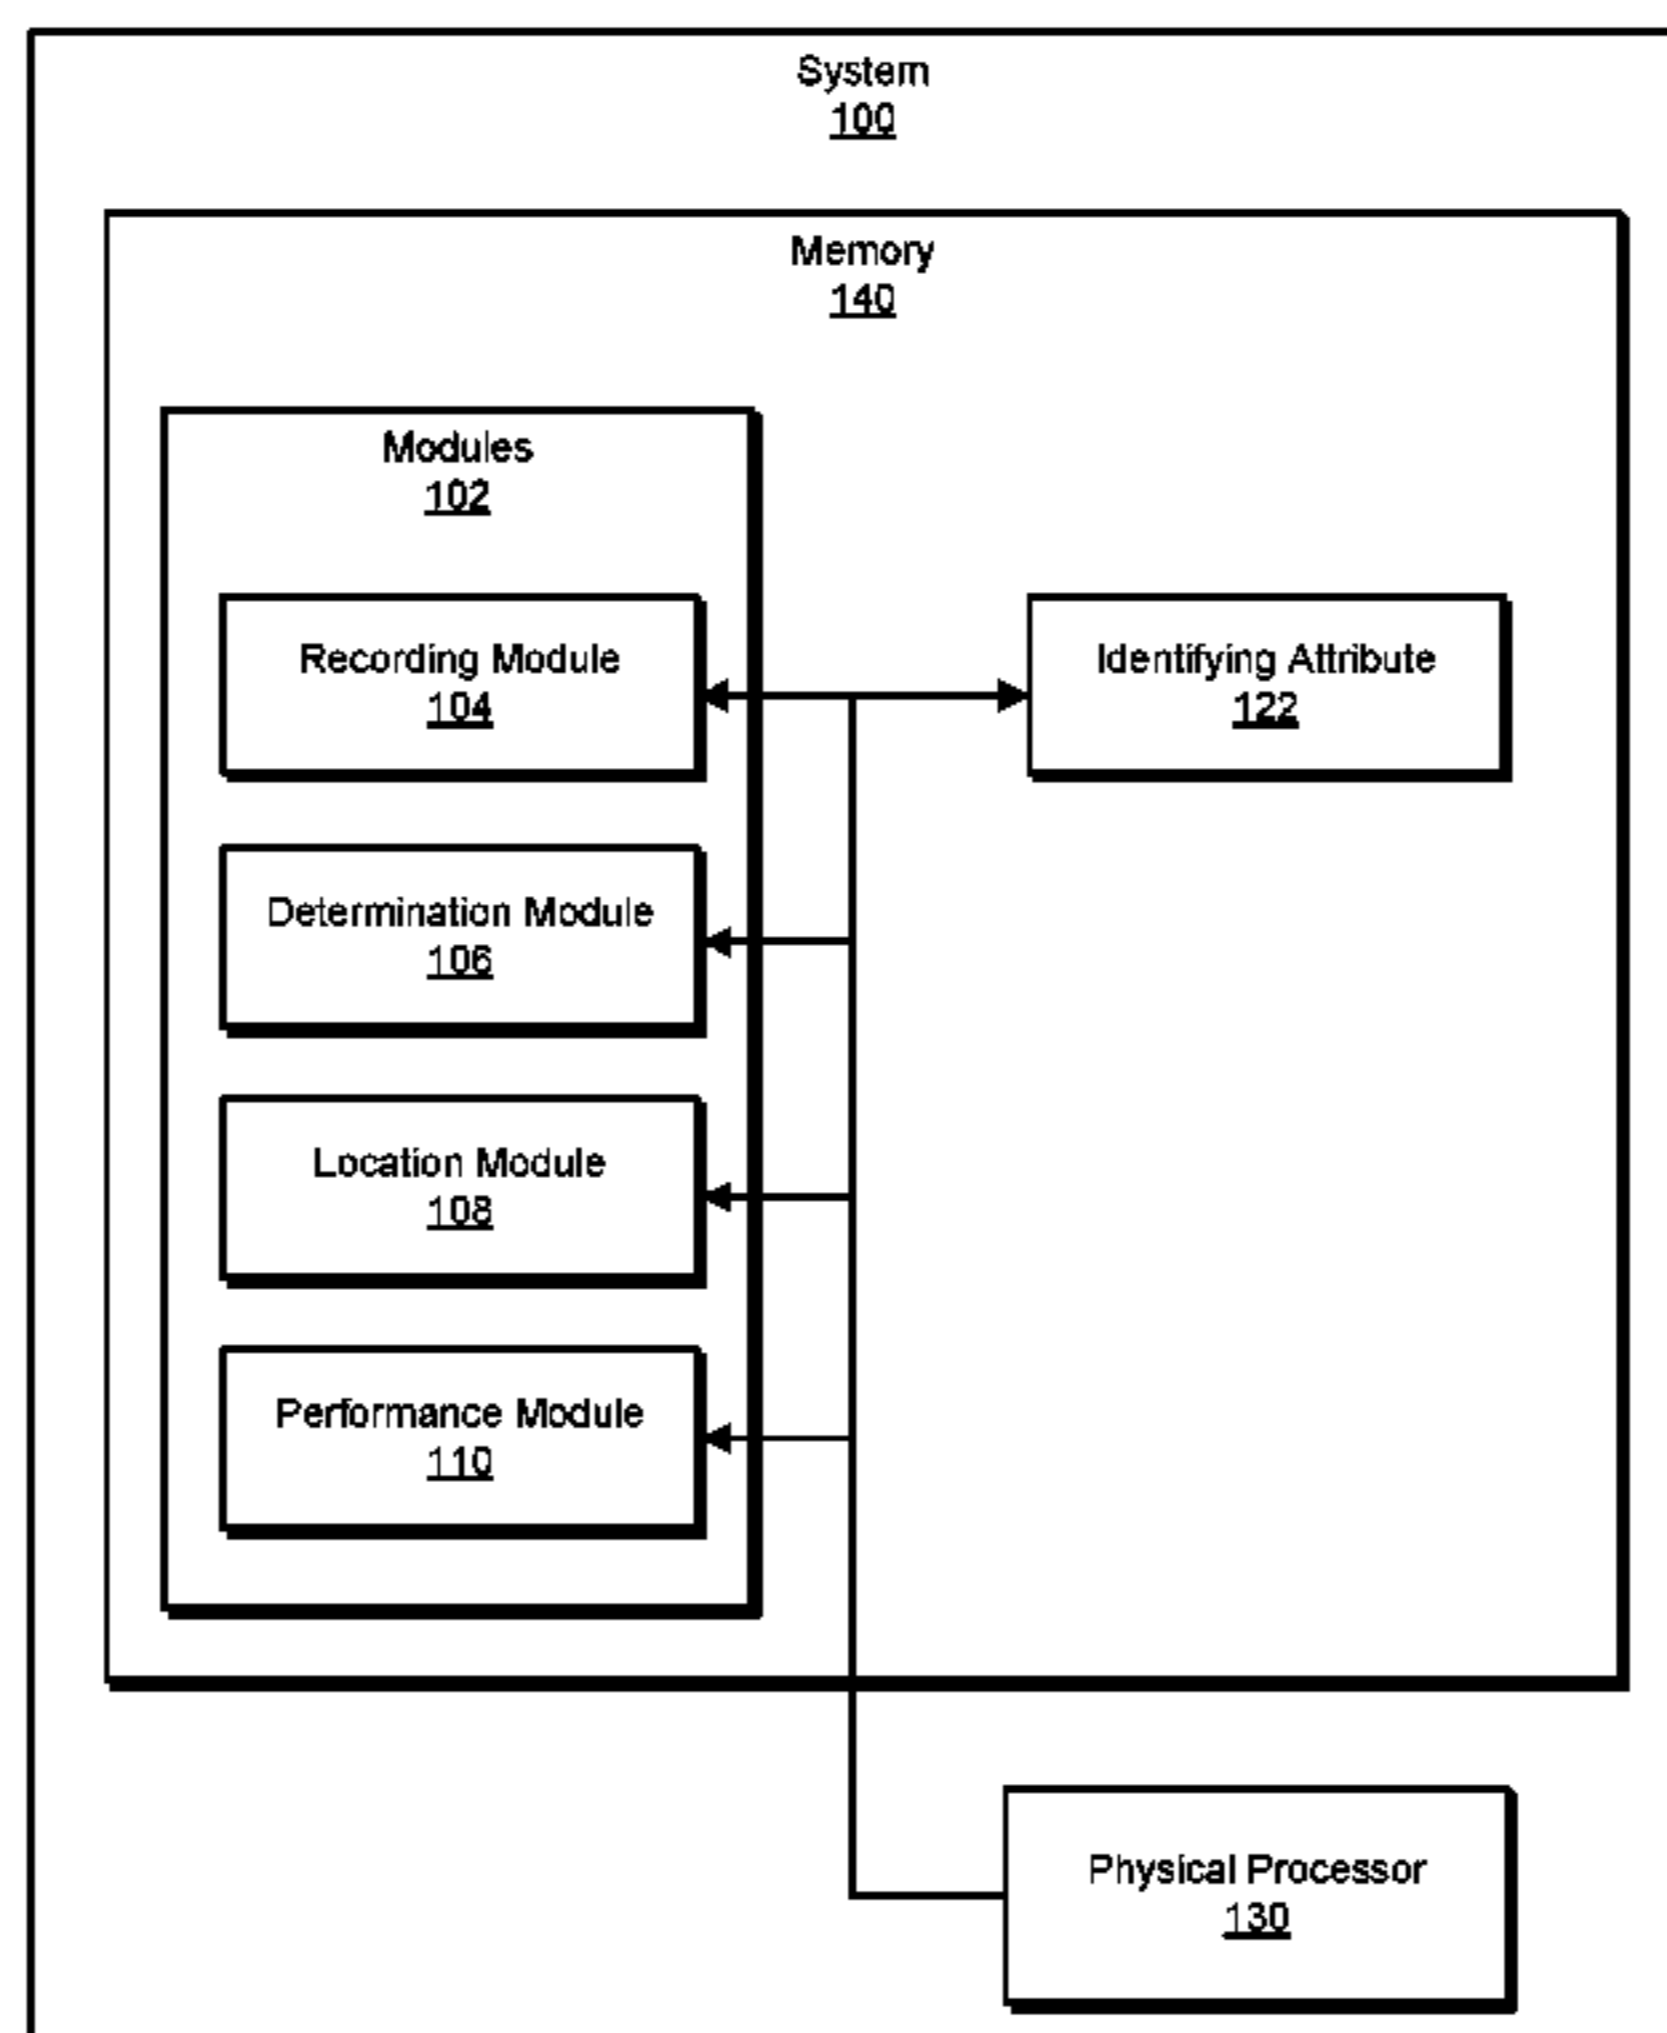 System
100
Memory
140
Modules
102
Recording Module
104
Identifying Attribute
122
Determination Module
106
Location Module
108
Performance Module
110
Physical Processor
130